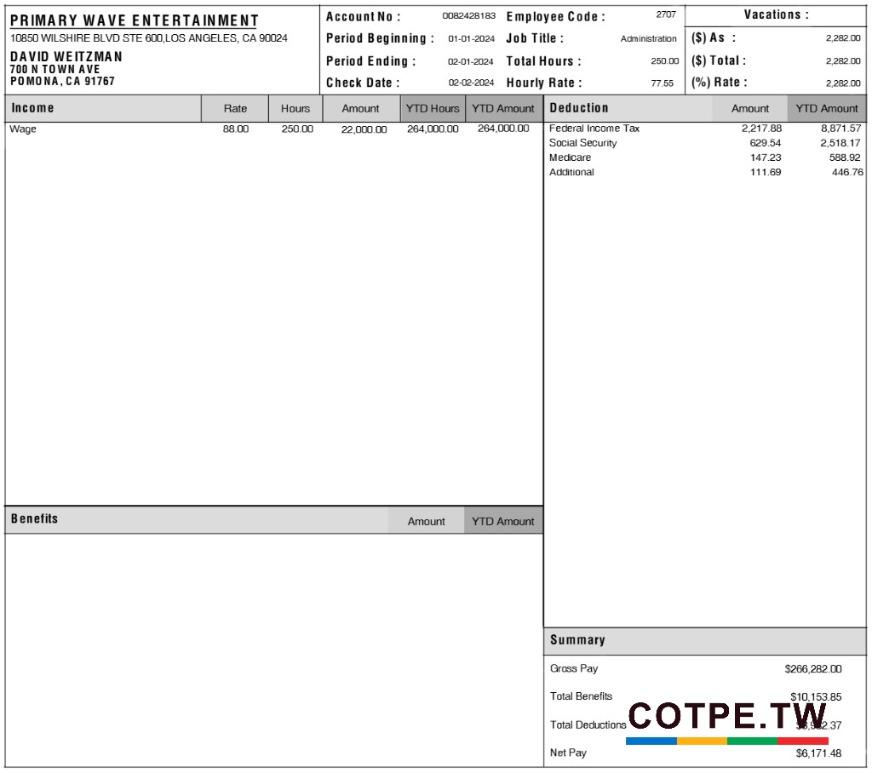 PRIMARY WAVE ENTERTAINMENT
10850 WILSHIRE BLVD STE 600,LOS ANGELES, CA 90024
DAVID WEITZMAN
700 N TOWN AVE
POMONA, CA 91767
Account No : 0082428183 Employee Code : 2707
Period Beginning : 01-01-2024 Job Title : Administration
Period Ending : 02-01-2024 Total Hours : 250.00
Check Date : 02-02-2024 Hourly Rate : 77.55
Vacations :
($) As : 2,282.00
($) Total : 2,282.00
(%) Rate : 2,282.00
Income Rate Hours Amount YTD Hours YTD Amount
Wage 88.00 250.00 22,000.00 264,000.00 264,000.00
Deduction Amount YTD Amount
Federal Income Tax 2,217.88 8,871.57
Social Security 629.54 2,518.17
Medicare 147.23 588.92
Additional 111.69 446.76
Benefits Amount YTD Amount
Summary
Gross Pay $266,282.00
Total Benefits $10,153.85
Total Deductions
Net Pay $6,171.48
COTPE.TW